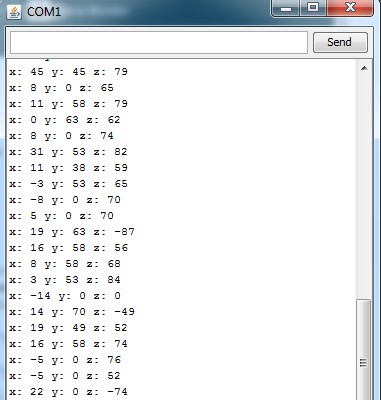 COM1
Send
x: 45 y: 45 z: 79
x: 8 y: 0 z: 65
x: 11 y: 58 z: 79
x: 0 y: 63 z: 62
x: 8 y: 0 z: 74
x: 31 y: 53 z: 82
x: 11 y: 38 z: 59
x: -3 y: 53 z: 65
x: -8 y: 0 z: 70
x: 5 y: 0 z: 70
x: 19 y: 63 z: -87
x: 16 y: 58 z: 56
x: 8 y: 58 z: 68
x: 3 y: 53 z: 84
x: -14 y: 0 z: 0
x: 14 y: 70 z: -49
x: 19 y: 49 z: 52
x: 16 y: 58 z: 74
x: -5 y: 0 z: 76
x: -5 y: 0 z: 52
x: 22 y: 0 z: -74